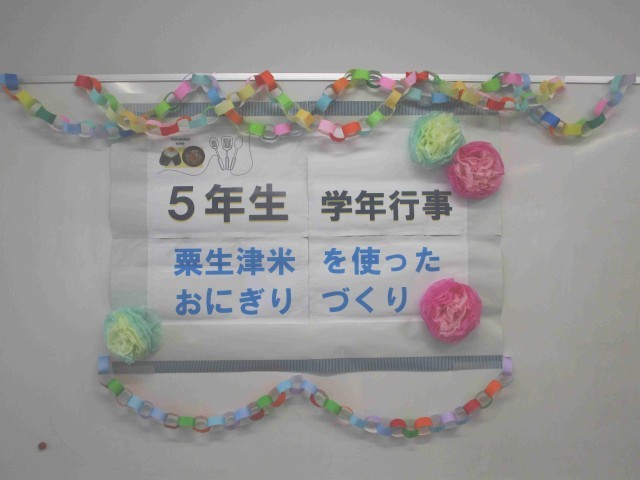 5年生 学年行事
粟生津米 を使った
おにぎり づくり